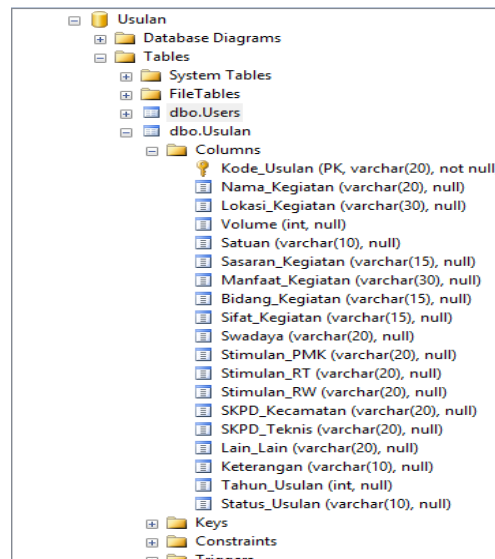 Usulan
Database Diagrams
Tables
System Tables
FileTables
dbo.Users
dbo.Usulan
Columns
Kode_Usulan (PK, varchar(20), not null
Nama_Kegiatan (varchar(20), null)
Lokasi_Kegiatan (varchar(30), null)
Volume (int, null)
Satuan (varchar(10), null)
Sasaran_Kegiatan (varchar(15), null)
Manfaat_Kegiatan (varchar(30), null)
Bidang_Kegiatan (varchar(15), null)
Sifat_Kegiatan (varchar(15), null)
Swadaya (varchar(20), null)
Stimulan_PMK (varchar(20), null)
Stimulan_RT (varchar(20), null)
Stimulan_RW (varchar(20), null)
SKPD_Kecamatan (varchar(20), null)
SKPD_Teknis (varchar(20), null)
Lain_Lain (varchar(20), null)
Keterangan (varchar(10), null)
Tahun_Usulan (int, null)
Status_Usulan (varchar(10), null)
Keys
Constraints
Triggers